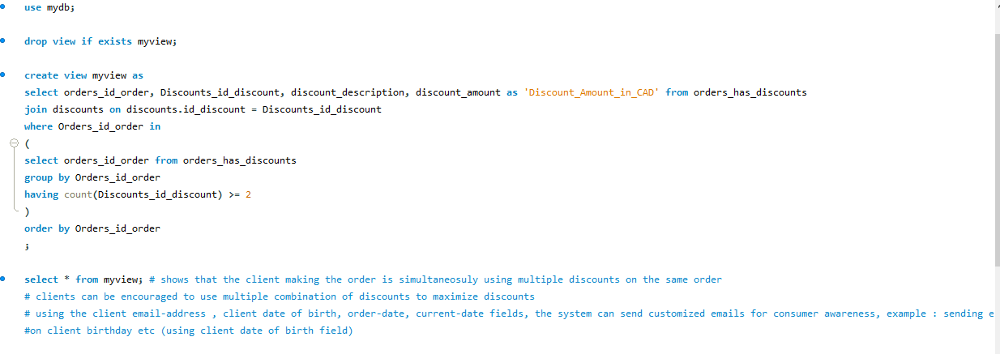 use mydb;
drop view if exists myview;
create view myview as
select orders_id_order, Discounts_id_discount, discount_description, discount_amount as 'Discount_Amount_in_CAD' from orders_has_discounts
join discounts on discounts.id_discount = Discounts_id_discount
where Orders_id_order in
(
select orders_id_order from orders_has_discounts
group by Orders_id_order
having count(Discounts_id_discount) >= 2
)
order by Orders_id_order
;
select * from myview; # shows that the client making the order is simultaneosuly using multiple discounts on the same order
# clients can be encouraged to use multiple combination of discounts to maximize discounts
# using the client email-address , client date of birth, order-date, current-date fields, the system can send customized emails for consumer awareness, example : sending e
#on client birthday etc (using client date of birth field)